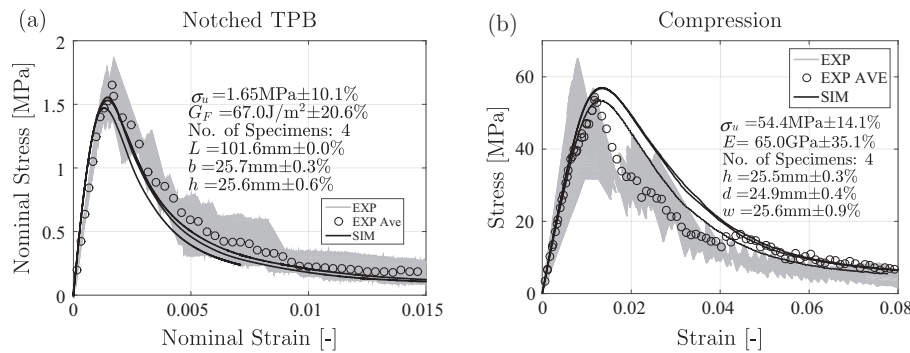 (a) Notched TPB
2
1.5
1
0.5
0
Nominal Stress [MPa]
σu =1.65MPa±10.1%
GF =67.0J/m²±20.6%
No. of Specimens: 4
L =101.6mm±0.0%
b =25.7mm±0.3%
h =25.6mm±0.6%
EXP
EXP Ave
SIM
0 0.005 0.01 0.015
Nominal Strain [-]
(b) Compression
60
40
20
0
Stress [MPa]
EXP
EXP AVE
SIM
σu =54.4MPa±14.1%
E= 65.0GPa±35.1%
No. of Specimens: 4
h =25.5mm±0.3%
d =24.9mm±0.4%
w =25.6mm±0.9%
0 0.02 0.04 0.06 0.08
Strain [-]